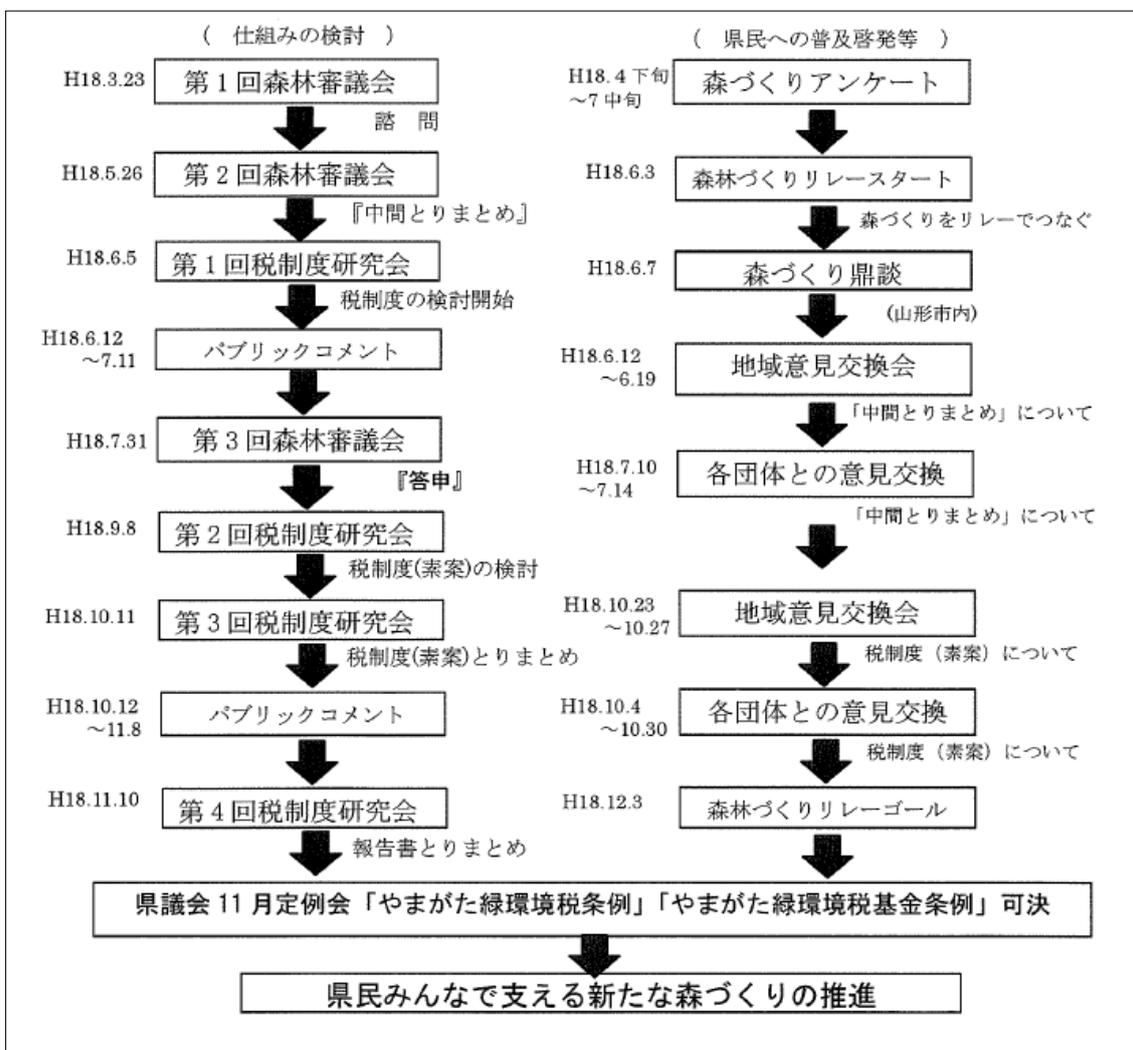 ( 仕組みの検討 )
H18.3.23
第1回森林審議会
諮 問
H18.5.26
第2回森林審議会
『中間とりまとめ』
H18.6.5
第1回税制度研究会
税制度の検討開始
H18.6.12
～7.11
パブリックコメント
H18.7.31
第3回森林審議会
『答申』
H18.9.8
第2回税制度研究会
税制度(素案)の検討
H18.10.11
第3回税制度研究会
税制度(素案)とりまとめ
H18.10.12
～11.8
パブリックコメント
H18.11.10
第4回税制度研究会
報告書とりまとめ
( 県民への普及啓発等 )
H18.4下旬
～7中旬
森づくりアンケート
H18.6.3
森林づくりリレースタート
森づくりをリレーでつなぐ
H18.6.7
森づくり鼎談
(山形市内)
H18.6.12
～6.19
地域意見交換会
「中間とりまとめ」について
H18.7.10
～7.14
各団体との意見交換
「中間とりまとめ」について
H18.10.23
～10.27
地域意見交換会
税制度（素案）について
H18.10.4
～10.30
各団体との意見交換
税制度（素案）について
H18.12.3
森林づくりリレーゴール
県議会11月定例会「やまがた緑環境税条例」「やまがた緑環境税基金条例」可決
県民みんなで支える新たな森づくりの推進